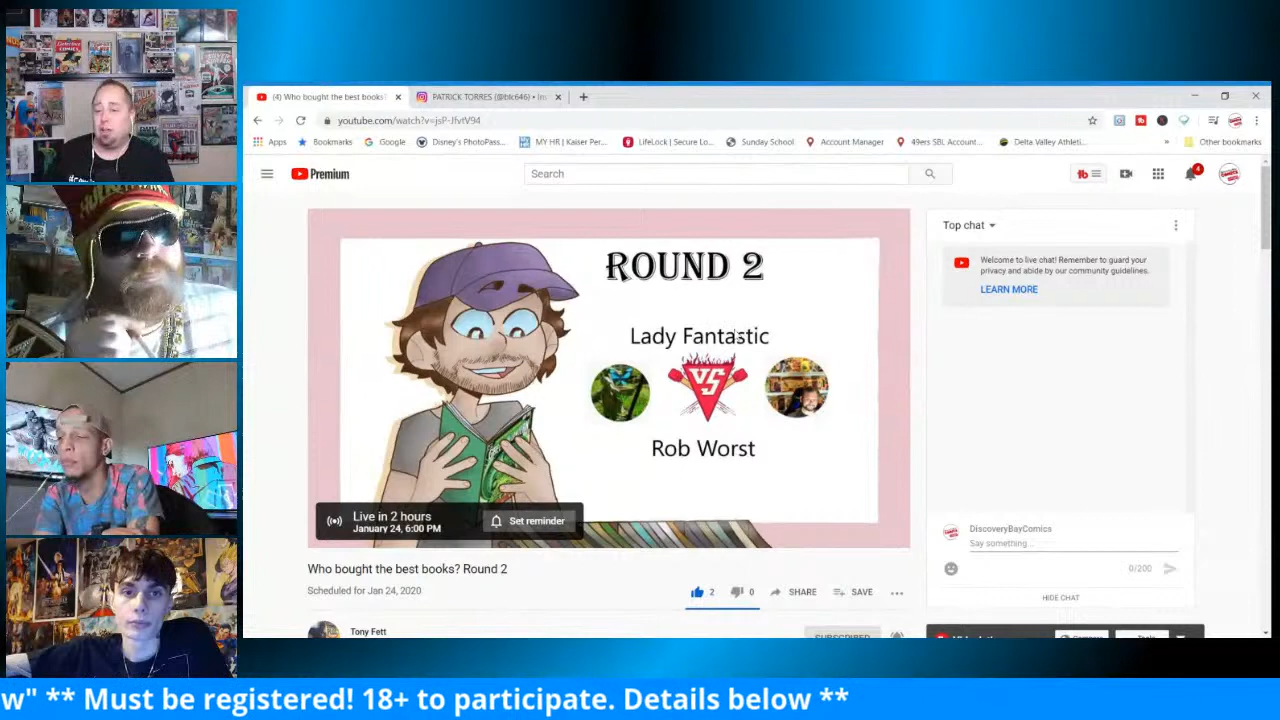 (4) Who bought the best books?
PATRICK TORRES (@blc646) • Ins
youtube.com/watch?v=jsP-JfvtV94
Apps
Bookmarks
Google
Disney's PhotoPass...
MY HR | Kaiser Per...
LifeLock | Secure Lo...
Sunday School
Account Manager
49ers SBL Account...
Delta Valley Athleti...
»
Other bookmarks
Premium
Search
4
ROUND 2
Lady Fantastic
VS
Rob Worst
Live in 2 hours
January 24, 6:00 PM
Set reminder
Top chat
Welcome to live chat! Remember to guard your
privacy and abide by our community guidelines.
LEARN MORE
DiscoveryBayComics
Say something...
0/200
HIDE CHAT
Who bought the best books? Round 2
Scheduled for Jan 24, 2020
2
0
SHARE
SAVE
Tony Fett
SUBSCRIBED
w" ** Must be registered! 18+ to participate. Details below **